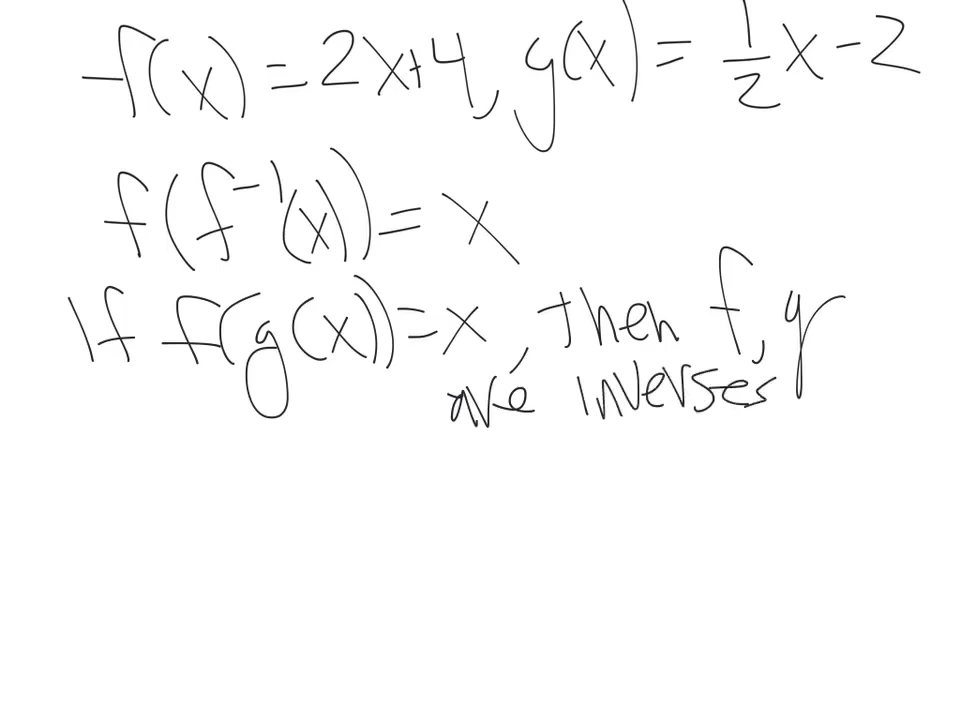 f(x) = 2x+4, g(x) = 1/2 x - 2
f(f⁻¹(x)) = x
If f(g(x)) = x, then f, g
are inverses